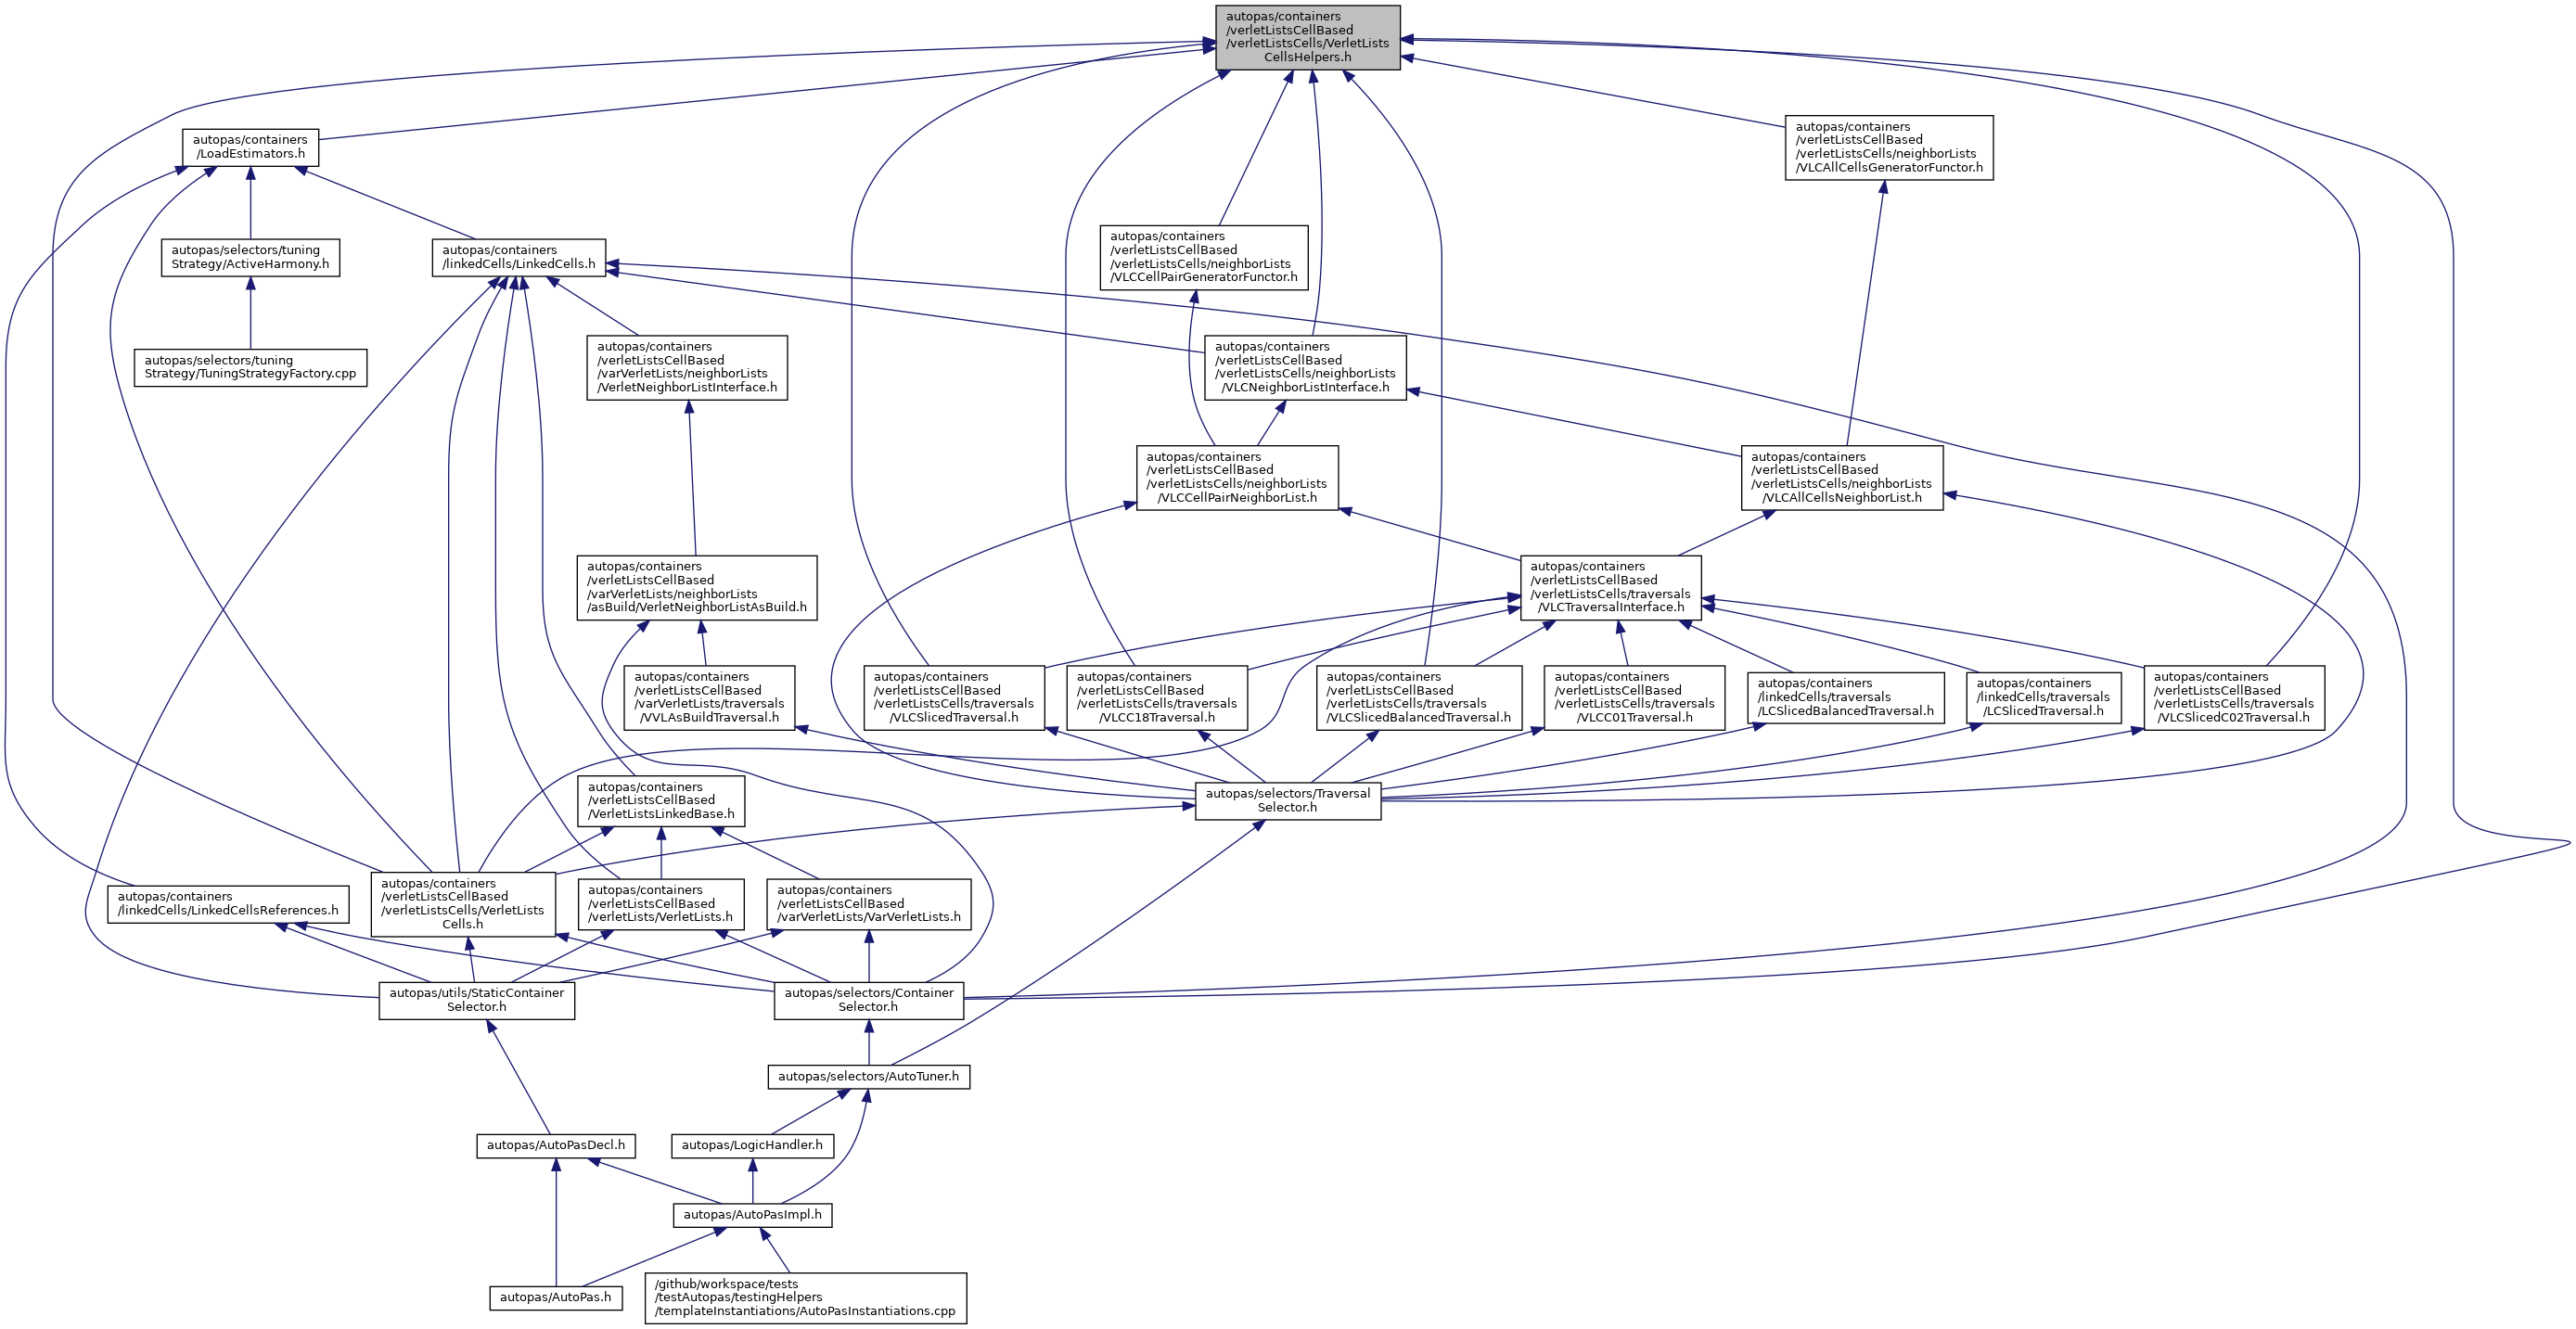 autopas/containers
/verletListsCellBased
/verletListsCells/VerletLists
CellsHelpers.h
autopas/containers
/verletListsCellBased
/verletListsCells/neighborLists
/VLCAllCellsGeneratorFunctor.h
autopas/containers
/LoadEstimators.h
autopas/selectors/tuning
Strategy/ActiveHarmony.h
autopas/containers
/linkedCells/LinkedCells.h
autopas/containers
/verletListsCellBased
/verletListsCells/neighborLists
/VLCCellPairGeneratorFunctor.h
autopas/selectors/tuning
Strategy/TuningStrategyFactory.cpp
autopas/containers
/verletListsCellBased
/varVerletLists/neighborLists
/VerletNeighborListInterface.h
autopas/containers
/verletListsCellBased
/verletListsCells/neighborLists
/VLCNeighborListInterface.h
autopas/containers
/verletListsCellBased
/verletListsCells/neighborLists
/VLCCellPairNeighborList.h
autopas/containers
/verletListsCellBased
/verletListsCells/neighborLists
/VLCAllCellsNeighborList.h
autopas/containers
/verletListsCellBased
/varVerletLists/neighborLists
/asBuild/VerletNeighborListAsBuild.h
autopas/containers
/verletListsCellBased
/verletListsCells/traversals
/VLCTraversalInterface.h
autopas/containers
/verletListsCellBased
/varVerletLists/traversals
/VVLAsBuildTraversal.h
autopas/containers
/verletListsCellBased
/verletListsCells/traversals
/VLCSlicedTraversal.h
autopas/containers
/verletListsCellBased
/verletListsCells/traversals
/VLCC18Traversal.h
autopas/containers
/verletListsCellBased
/verletListsCells/traversals
/VLCSlicedBalancedTraversal.h
autopas/containers
/verletListsCellBased
/verletListsCells/traversals
/VLCC01Traversal.h
autopas/containers
/linkedCells/traversals
/LCSlicedBalancedTraversal.h
autopas/containers
/linkedCells/traversals
/LCSlicedTraversal.h
autopas/containers
/verletListsCellBased
/verletListsCells/traversals
/VLCSlicedC02Traversal.h
autopas/containers
/verletListsCellBased
/VerletListsLinkedBase.h
autopas/selectors/Traversal
Selector.h
autopas/containers
/linkedCells/LinkedCellsReferences.h
autopas/containers
/verletListsCellBased
/verletListsCells/VerletLists
Cells.h
autopas/containers
/verletListsCellBased
/verletLists/VerletLists.h
autopas/containers
/verletListsCellBased
/varVerletLists/VarVerletLists.h
autopas/utils/StaticContainer
Selector.h
autopas/selectors/Container
Selector.h
autopas/selectors/AutoTuner.h
autopas/AutoPasDecl.h
autopas/LogicHandler.h
autopas/AutoPasImpl.h
autopas/AutoPas.h
/github/workspace/tests
/testAutopas/testingHelpers
/templateInstantiations/AutoPasInstantiations.cpp